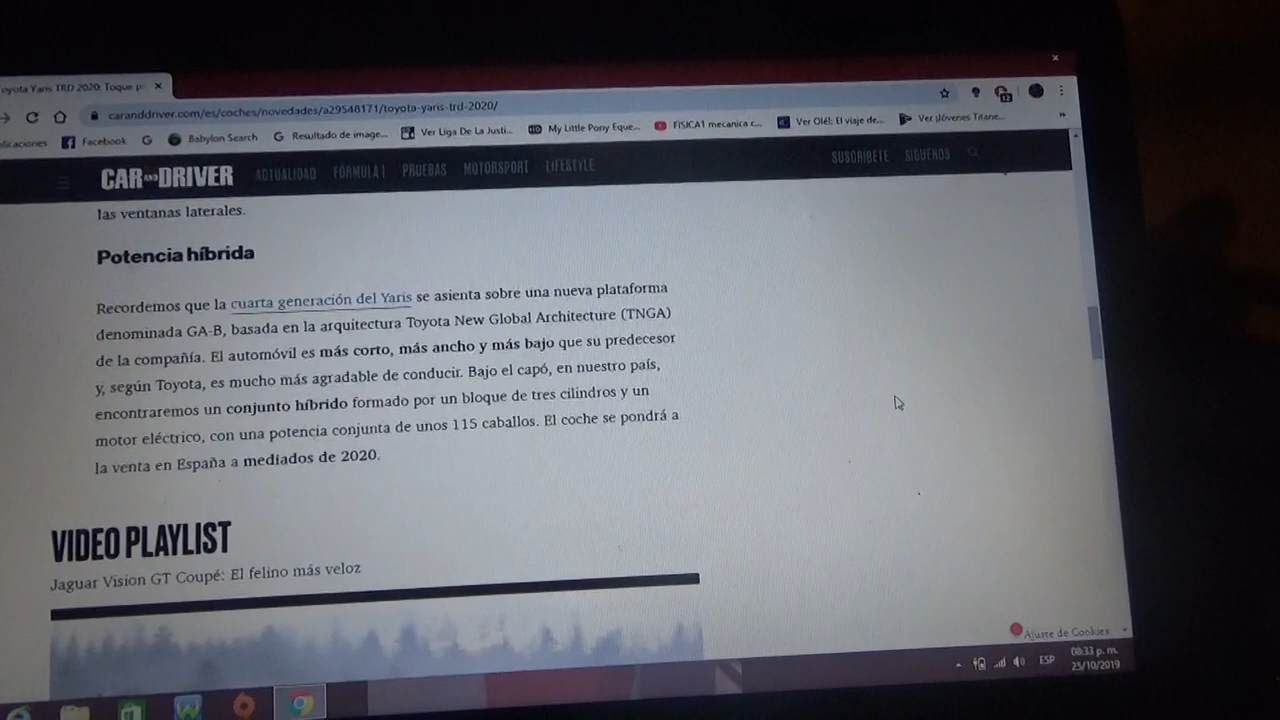 oyota Yaris TRD 2020: Toque p
caranddriver.com/es/coches/novedades/a29548171/toyota-yaris-trd-2020/
12
licaciones Facebook Babylon Search Resultado de image... Ver Liga De La Justi... My Little Pony Eque... FISICA1 mecanica c... Ver Olé!: El viaje de... Ver ¡Jóvenes Titane... »
CAR AND DRIVER ACTUALIDAD FÓRMULA 1 PRUEBAS MOTORSPORT LIFESTYLE SUSCRÍBETE SÍGUENOS
las ventanas laterales.
Potencia híbrida
Recordemos que la cuarta generación del Yaris se asienta sobre una nueva plataforma
denominada GA-B, basada en la arquitectura Toyota New Global Architecture (TNGA)
de la compañía. El automóvil es más corto, más ancho y más bajo que su predecesor
y, según Toyota, es mucho más agradable de conducir. Bajo el capó, en nuestro país,
encontraremos un conjunto híbrido formado por un bloque de tres cilindros y un
motor eléctrico, con una potencia conjunta de unos 115 caballos. El coche se pondrá a
la venta en España a mediados de 2020.
VIDEO PLAYLIST
Jaguar Vision GT Coupé: El felino más veloz
Ajuste de Cookies
ESP
08:33 p. m.
25/10/2019